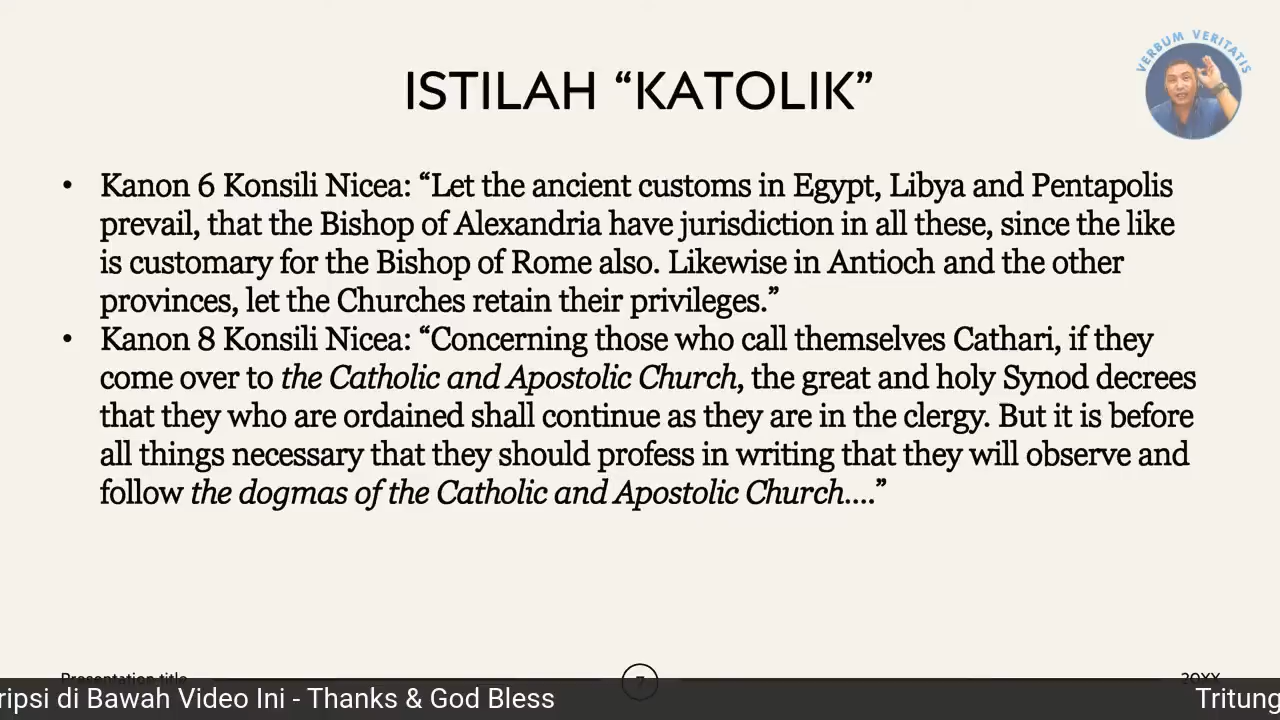 VERBUM VERITATIS
ISTILAH “KATOLIK”
• Kanon 6 Konsili Nicea: “Let the ancient customs in Egypt, Libya and Pentapolis
prevail, that the Bishop of Alexandria have jurisdiction in all these, since the like
is customary for the Bishop of Rome also. Likewise in Antioch and the other
provinces, let the Churches retain their privileges.”
• Kanon 8 Konsili Nicea: “Concerning those who call themselves Cathari, if they
come over to the Catholic and Apostolic Church, the great and holy Synod decrees
that they who are ordained shall continue as they are in the clergy. But it is before
all things necessary that they should profess in writing that they will observe and
follow the dogmas of the Catholic and Apostolic Church....”
Presentation title
7
20XX
ripsi di Bawah Video Ini - Thanks & God Bless
Tritung